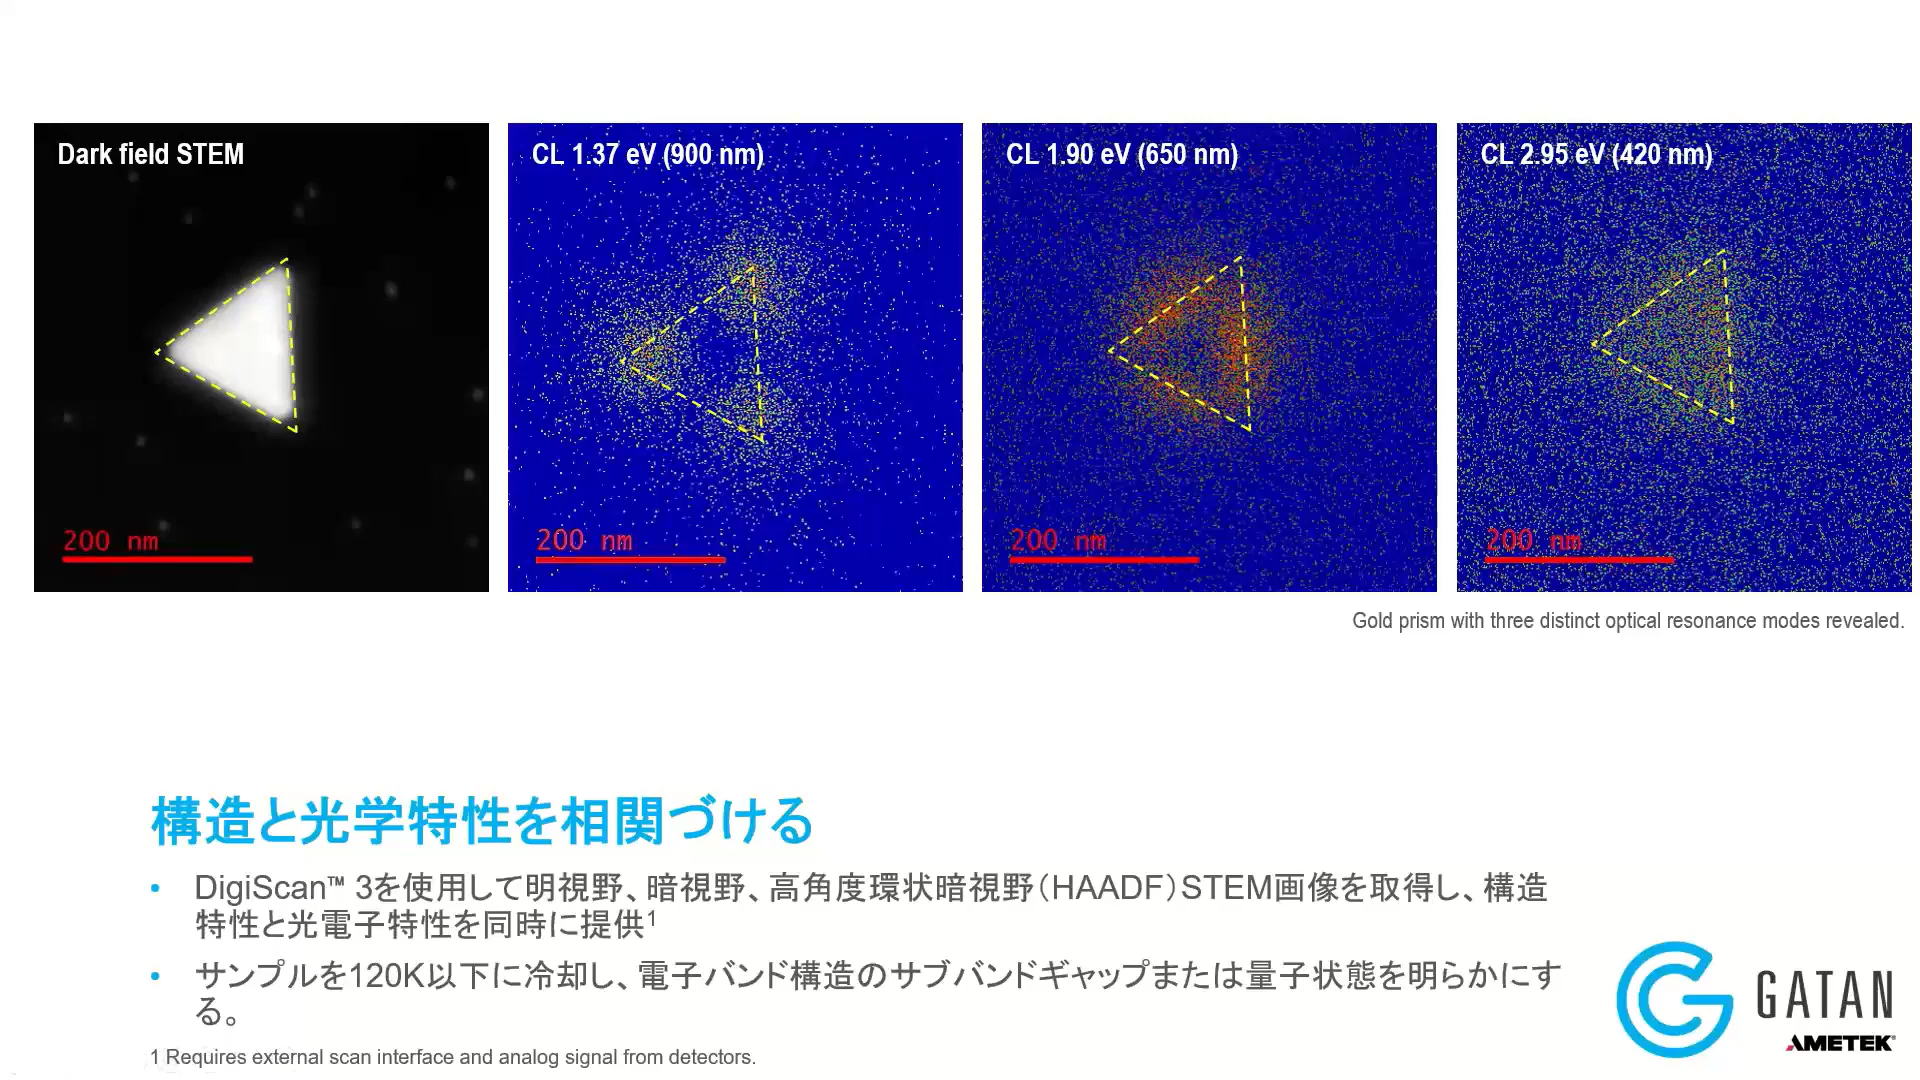 Dark field STEM
CL 1.37 eV (900 nm)
CL 1.90 eV (650 nm)
CL 2.95 eV (420 nm)
200 nm
200 nm
200 nm
200 nm
Gold prism with three distinct optical resonance modes revealed.
構造と光学特性を相関づける
• DigiScan™ 3を使用して明視野、暗視野、高角度環状暗視野（HAADF）STEM画像を取得し、構造
特性と光電子特性を同時に提供¹
• サンプルを120K以下に冷却し、電子バンド構造のサブバンドギャップまたは量子状態を明らかにす
る。
1 Requires external scan interface and analog signal from detectors.
GATAN
AMETEK®